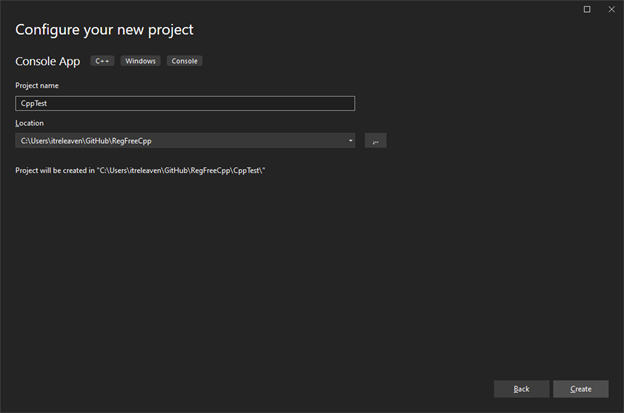 Configure your new project
Console App C++ Windows Console
Project name
CppTest
Location
C:\Users\itreleaven\GitHub\RegFreeCpp
...
Project will be created in "C:\Users\itreleaven\GitHub\RegFreeCpp\CppTest\"
Back Create